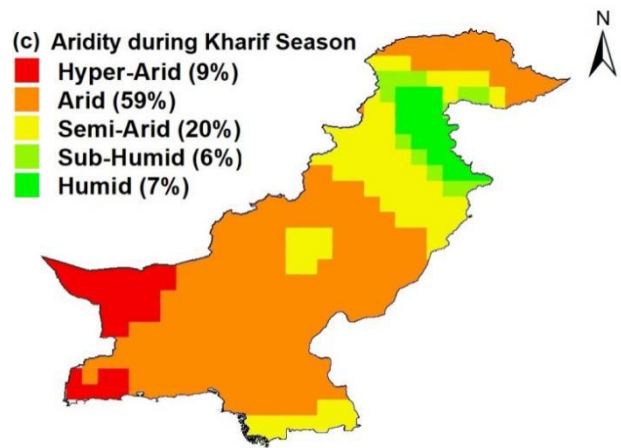 N
(c) Aridity during Kharif Season
Hyper-Arid (9%)
Arid (59%)
Semi-Arid (20%)
Sub-Humid (6%)
Humid (7%)